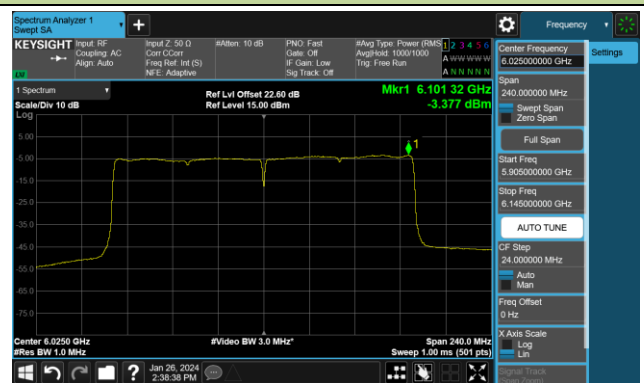 Spectrum Analyzer 1
Swept SA
Frequency
KEYSIGHT
Input: RF
Coupling: AC
Align: Auto
Input Z: 50 Ω
Corr CCorr
Freq Ref: Int (S)
NFE: Adaptive
#Atten: 10 dB
PNO: Fast
Gate: Off
IF Gain: Low
Sig Track: Off
#Avg Type: Power (RMS
Avg|Hold: 1000/1000
Trig: Free Run
1 2 3 4 5 6
A W W W W W
A N N N N N
LW
1 Spectrum
Scale/Div 10 dB
Log
Ref Lvl Offset 22.60 dB
Ref Level 15.00 dBm
Mkr1 6.101 32 GHz
-3.377 dBm
1
5.00
-5.00
-15.0
-25.0
-35.0
-45.0
-55.0
-65.0
-75.0
Center 6.0250 GHz
#Res BW 1.0 MHz
#Video BW 3.0 MHz*
Span 240.0 MHz
Sweep 1.00 ms (501 pts)
Jan 26, 2024
2:38:38 PM
Center Frequency
6.025000000 GHz
Settings
Span
240.000000 MHz
Swept Span
Zero Span
Full Span
Start Freq
5.905000000 GHz
Stop Freq
6.145000000 GHz
AUTO TUNE
CF Step
24.000000 MHz
Auto
Man
Freq Offset
0 Hz
X Axis Scale
Log
Lin
Signal Track